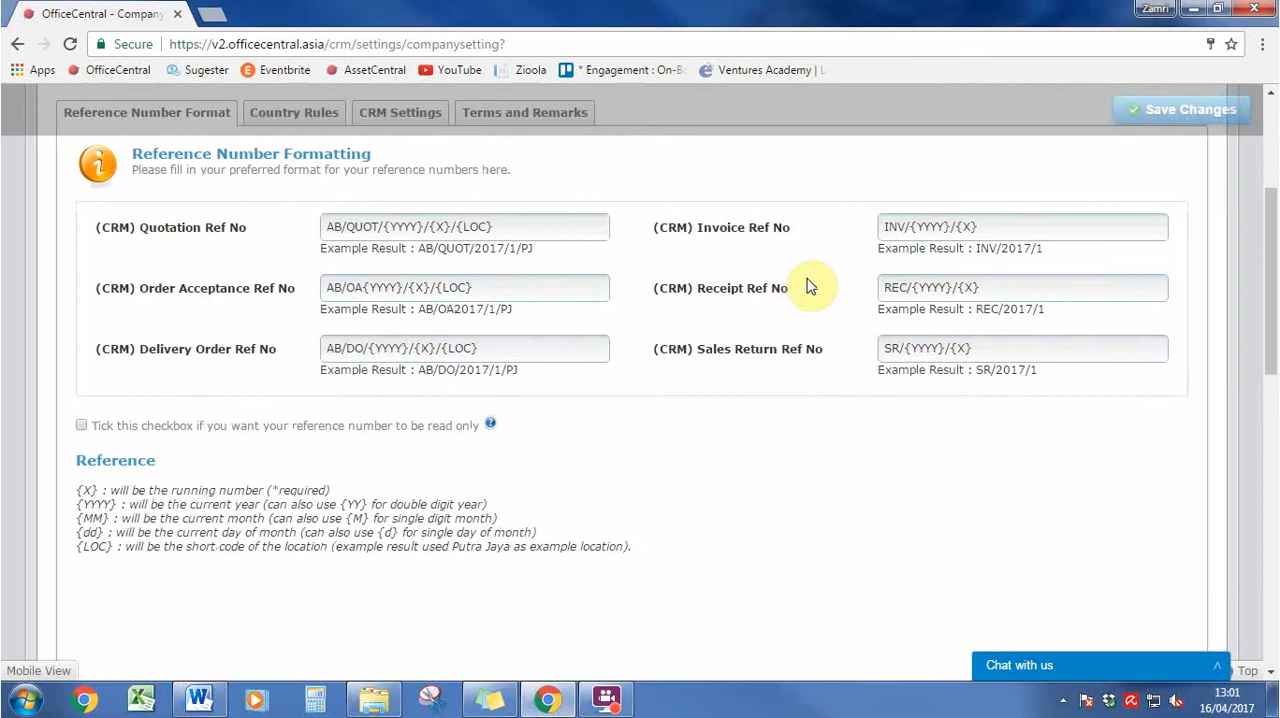 OfficeCentral - Company
Zamri
Secure
https://v2.officecentral.asia/crm/settings/companysetting?
Apps
OfficeCentral
Sugester
Eventbrite
AssetCentral
YouTube
Zioola
* Engagement : On-B
Ventures Academy |
Reference Number Format
Country Rules
CRM Settings
Terms and Remarks
Save Changes
Reference Number Formatting
Please fill in your preferred format for your reference numbers here.
(CRM) Quotation Ref No
AB/QUOT/{YYYY}/{X}/{LOC}
Example Result : AB/QUOT/2017/1/PJ
(CRM) Invoice Ref No
INV/{YYYY}/{X}
Example Result : INV/2017/1
(CRM) Order Acceptance Ref No
AB/OA{YYYY}/{X}/{LOC}
Example Result : AB/OA2017/1/PJ
(CRM) Receipt Ref No
REC/{YYYY}/{X}
Example Result : REC/2017/1
(CRM) Delivery Order Ref No
AB/DO/{YYYY}/{X}/{LOC}
Example Result : AB/DO/2017/1/PJ
(CRM) Sales Return Ref No
SR/{YYYY}/{X}
Example Result : SR/2017/1
Tick this checkbox if you want your reference number to be read only
Reference
{X} : will be the running number (*required)
{YYYY} : will be the current year (can also use {YY} for double digit year)
{MM} : will be the current month (can also use {M} for single digit month)
{dd} : will be the current day of month (can also use {d} for single day of month)
{LOC} : will be the short code of the location (example result used Putra Jaya as example location).
Mobile View
Chat with us
Top
13:01
16/04/2017